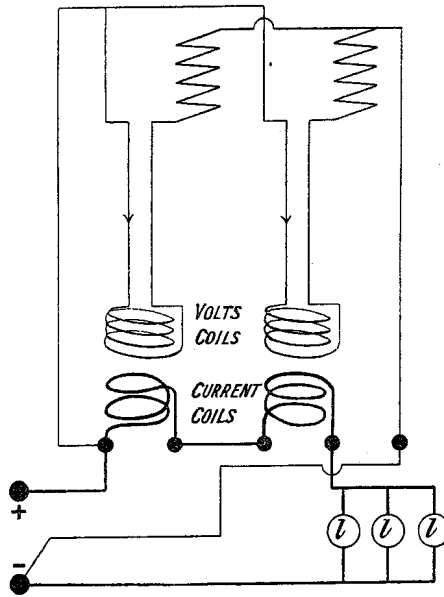 VOLTS
COILS
CURRENT
COILS
+
-
l l l